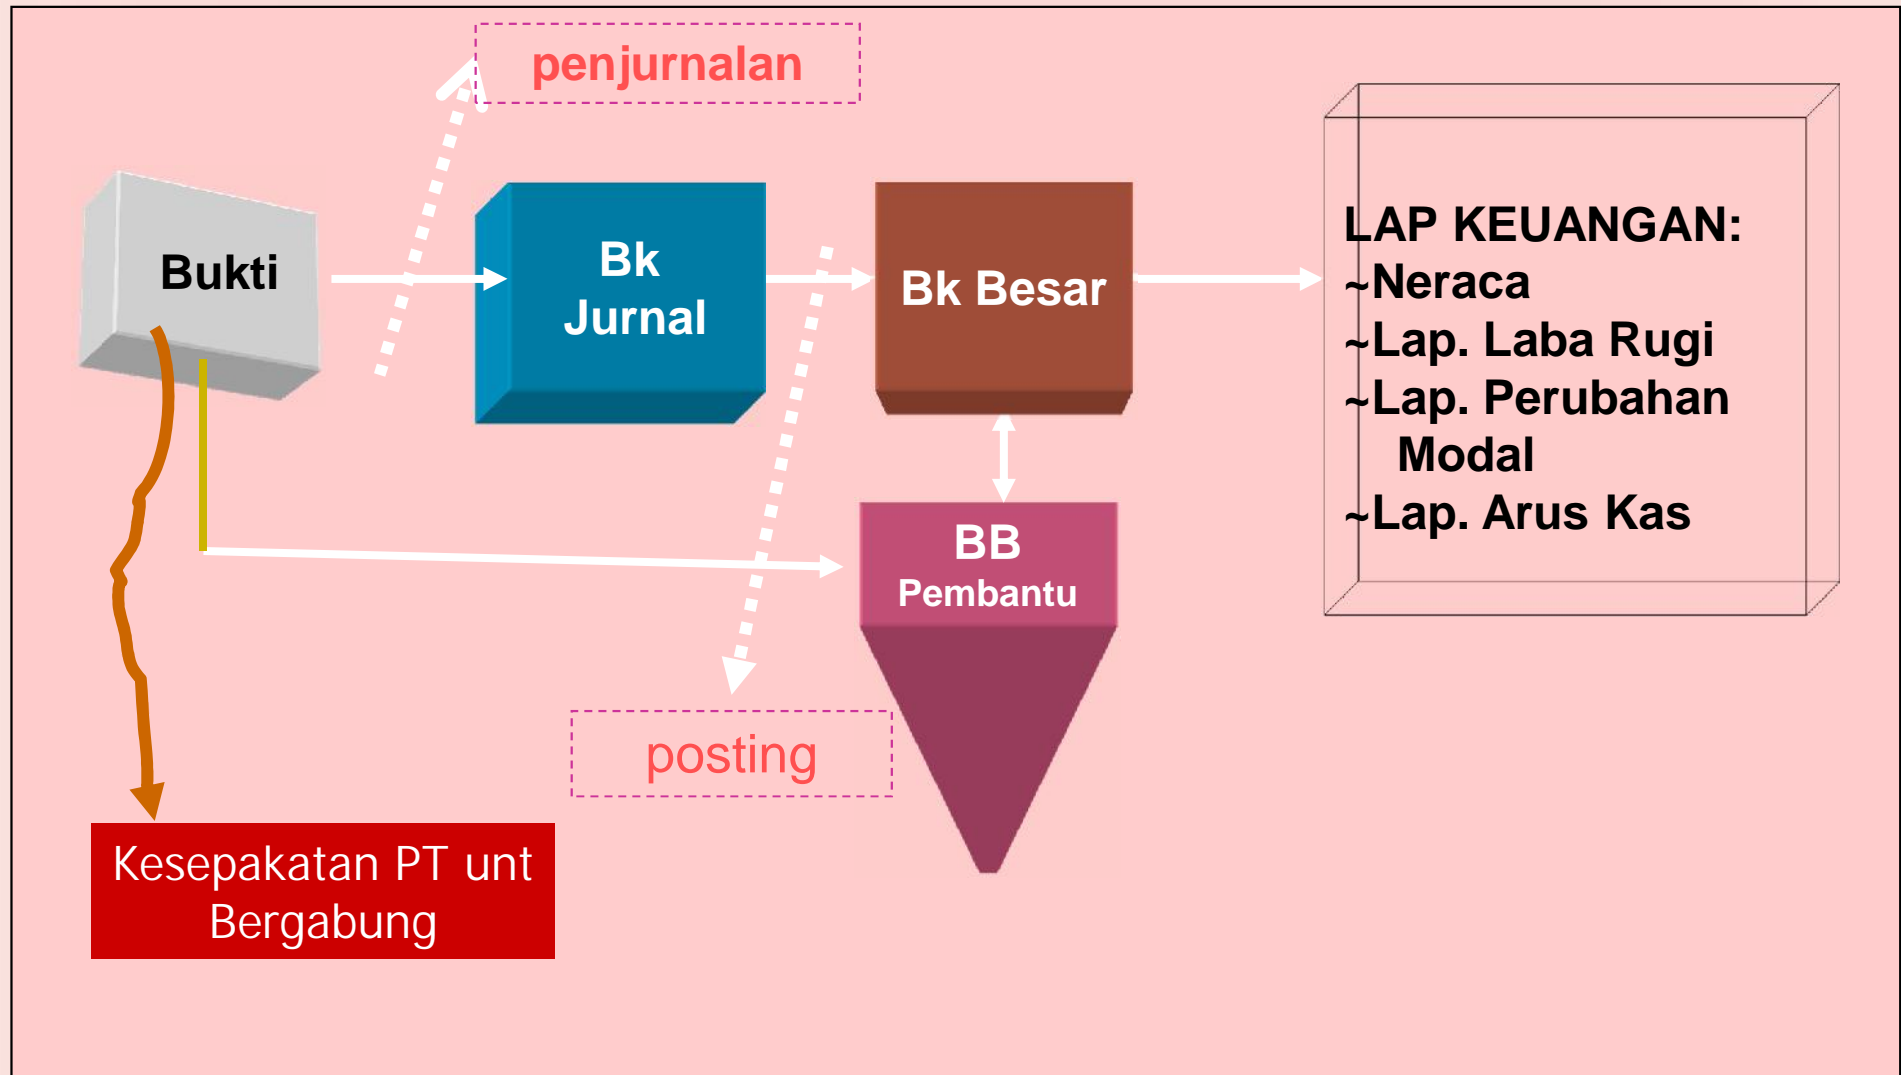 penjurnalan
Bukti
Bk
Jurnal
Bk Besar
LAP KEUANGAN:
~Neraca
~Lap. Laba Rugi
~Lap. Perubahan
Modal
~Lap. Arus Kas
BB
Pembantu
posting
Kesepakatan PT unt
Bergabung